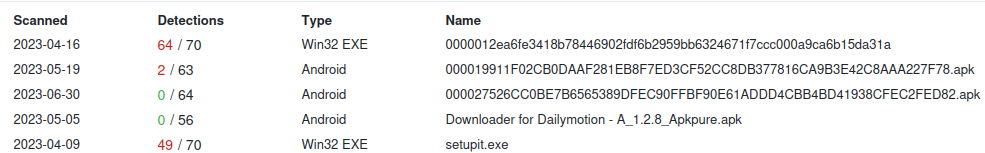 Scanned Detections Type Name
2023-04-16 64 / 70 Win32 EXE 0000012ea6fe3418b78446902fdf6b2959bb6324671f7ccc000a9ca6b15da31a
2023-05-19 2 / 63 Android 000019911F02CB0DAAF281EB8F7ED3CF52CC8DB377816CA9B3E42C8AAA227F78.apk
2023-06-30 0 / 64 Android 000027526CC0BE7B6565389DFEC90FFBF90E61ADDD4CBB4BD41938CFEC2FED82.apk
2023-05-05 0 / 56 Android Downloader for Dailymotion - A_1.2.8_Apkpure.apk
2023-04-09 49 / 70 Win32 EXE setupit.exe